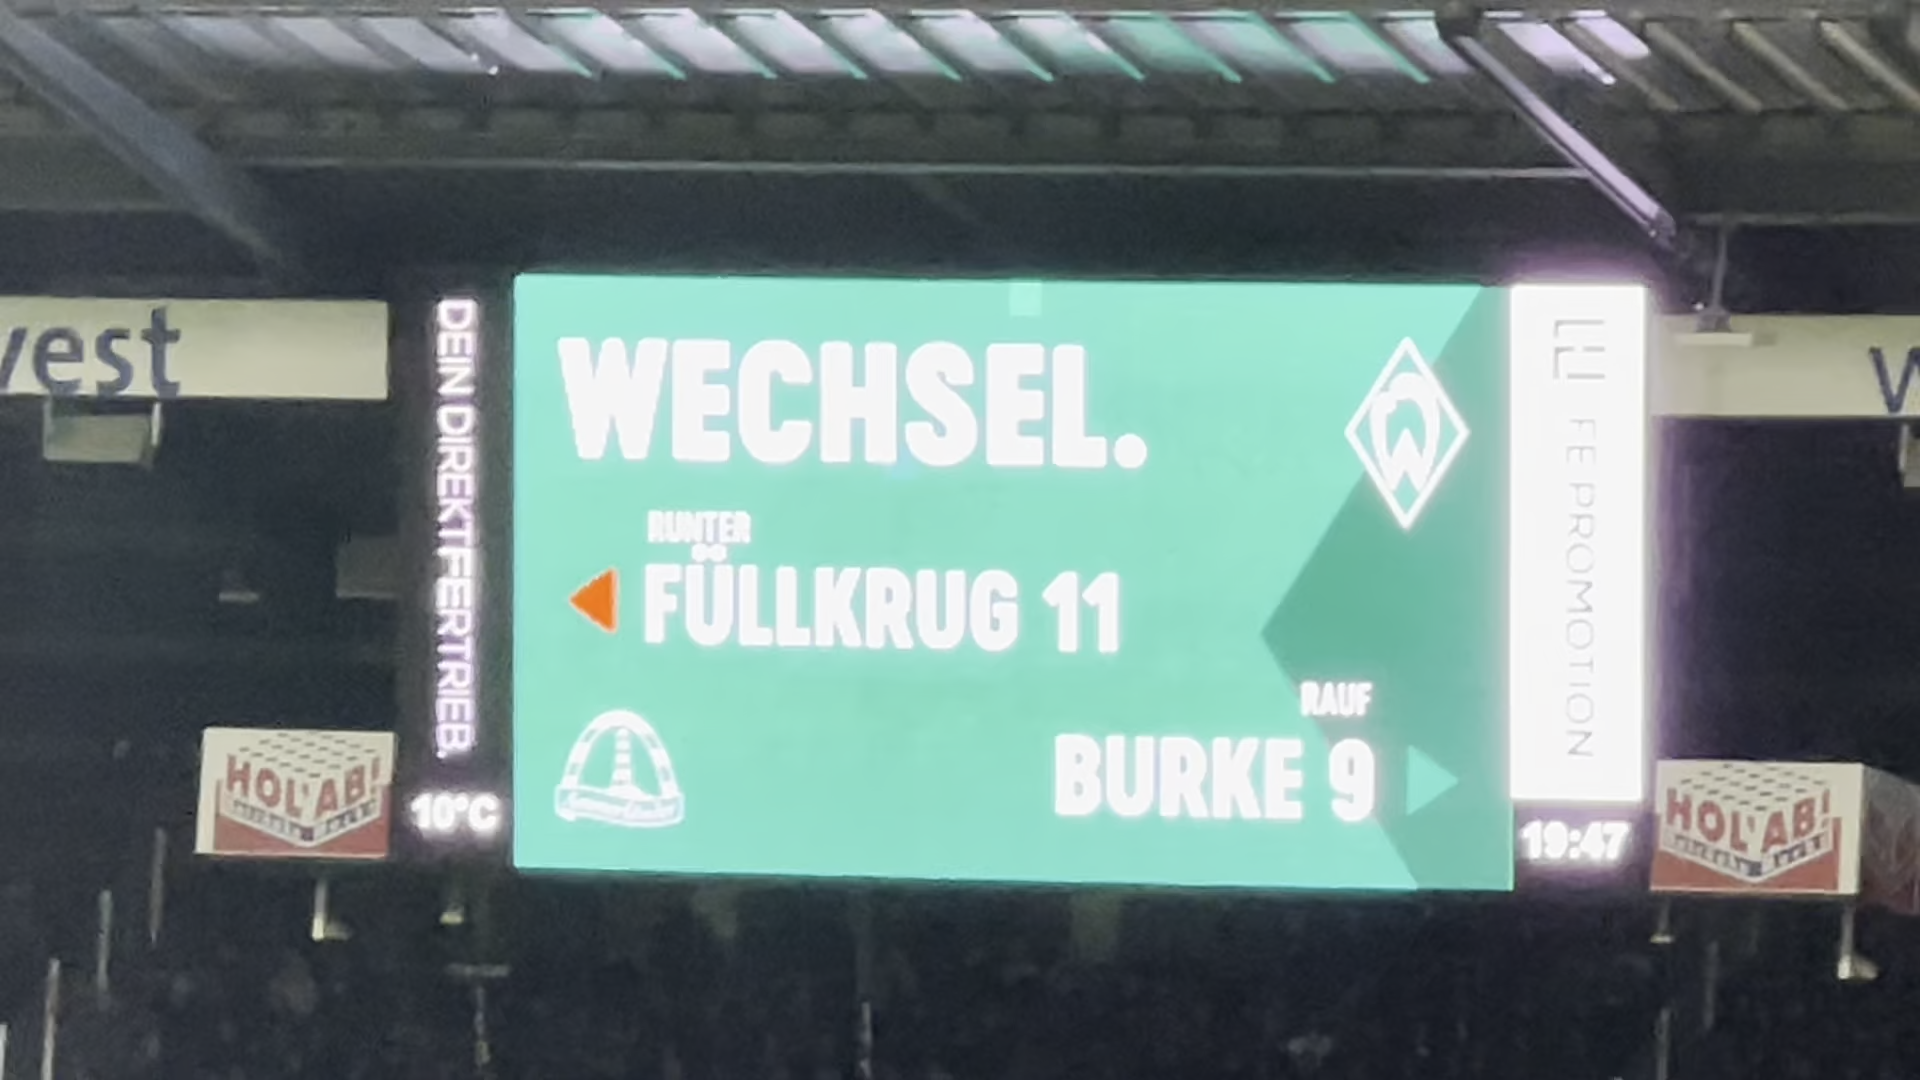 vest
DEIN DIREKTFERTRIEB.
10°C
WECHSEL.
RUNTER
FÜLLKRUG 11
RAUF
BURKE 9
W
FE PROMOTION
19:47
HOL'AB!
HOL'AB!
W